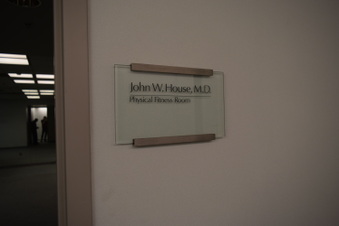 John W. House, M.D.
Physical Fitness Room